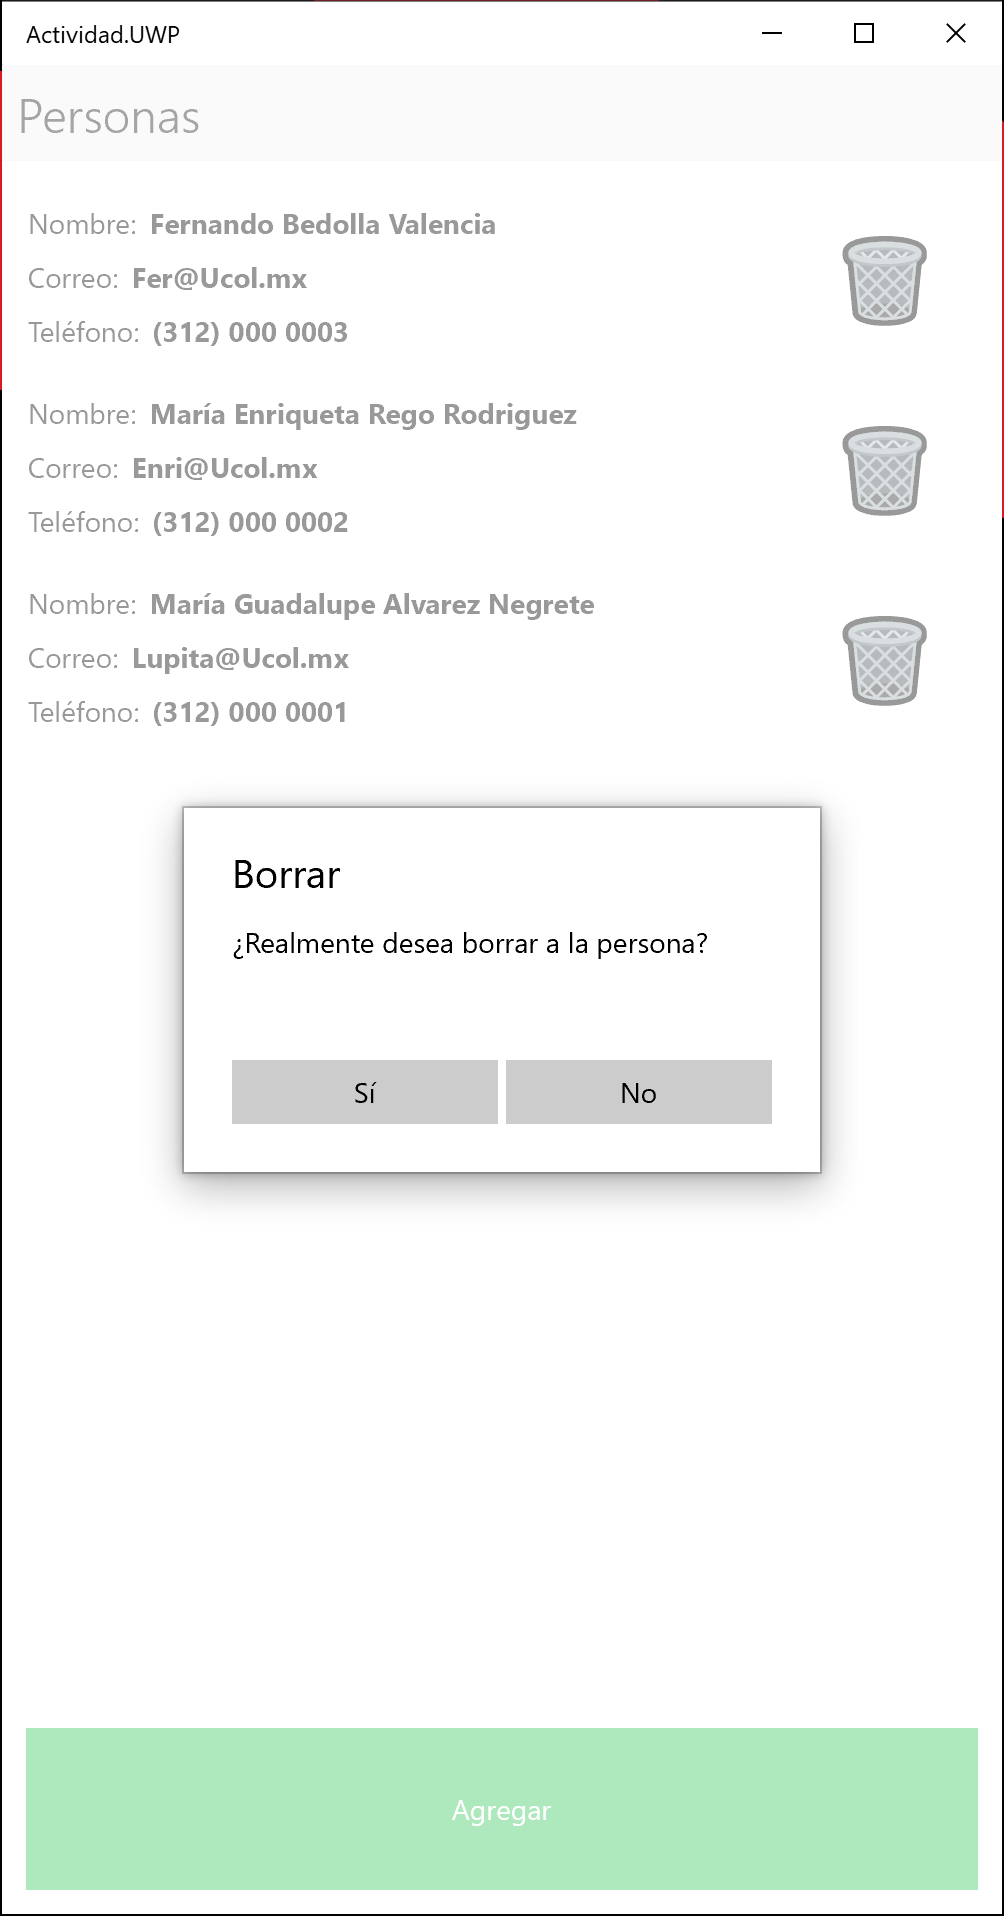 Actividad.UWP
Personas
Nombre: Fernando Bedolla Valencia
Correo: Fer@Ucol.mx
Teléfono: (312) 000 0003
Nombre: María Enriqueta Rego Rodriguez
Correo: Enri@Ucol.mx
Teléfono: (312) 000 0002
Nombre: María Guadalupe Alvarez Negrete
Correo: Lupita@Ucol.mx
Teléfono: (312) 000 0001
Borrar
¿Realmente desea borrar a la persona?
Sí No
Agregar